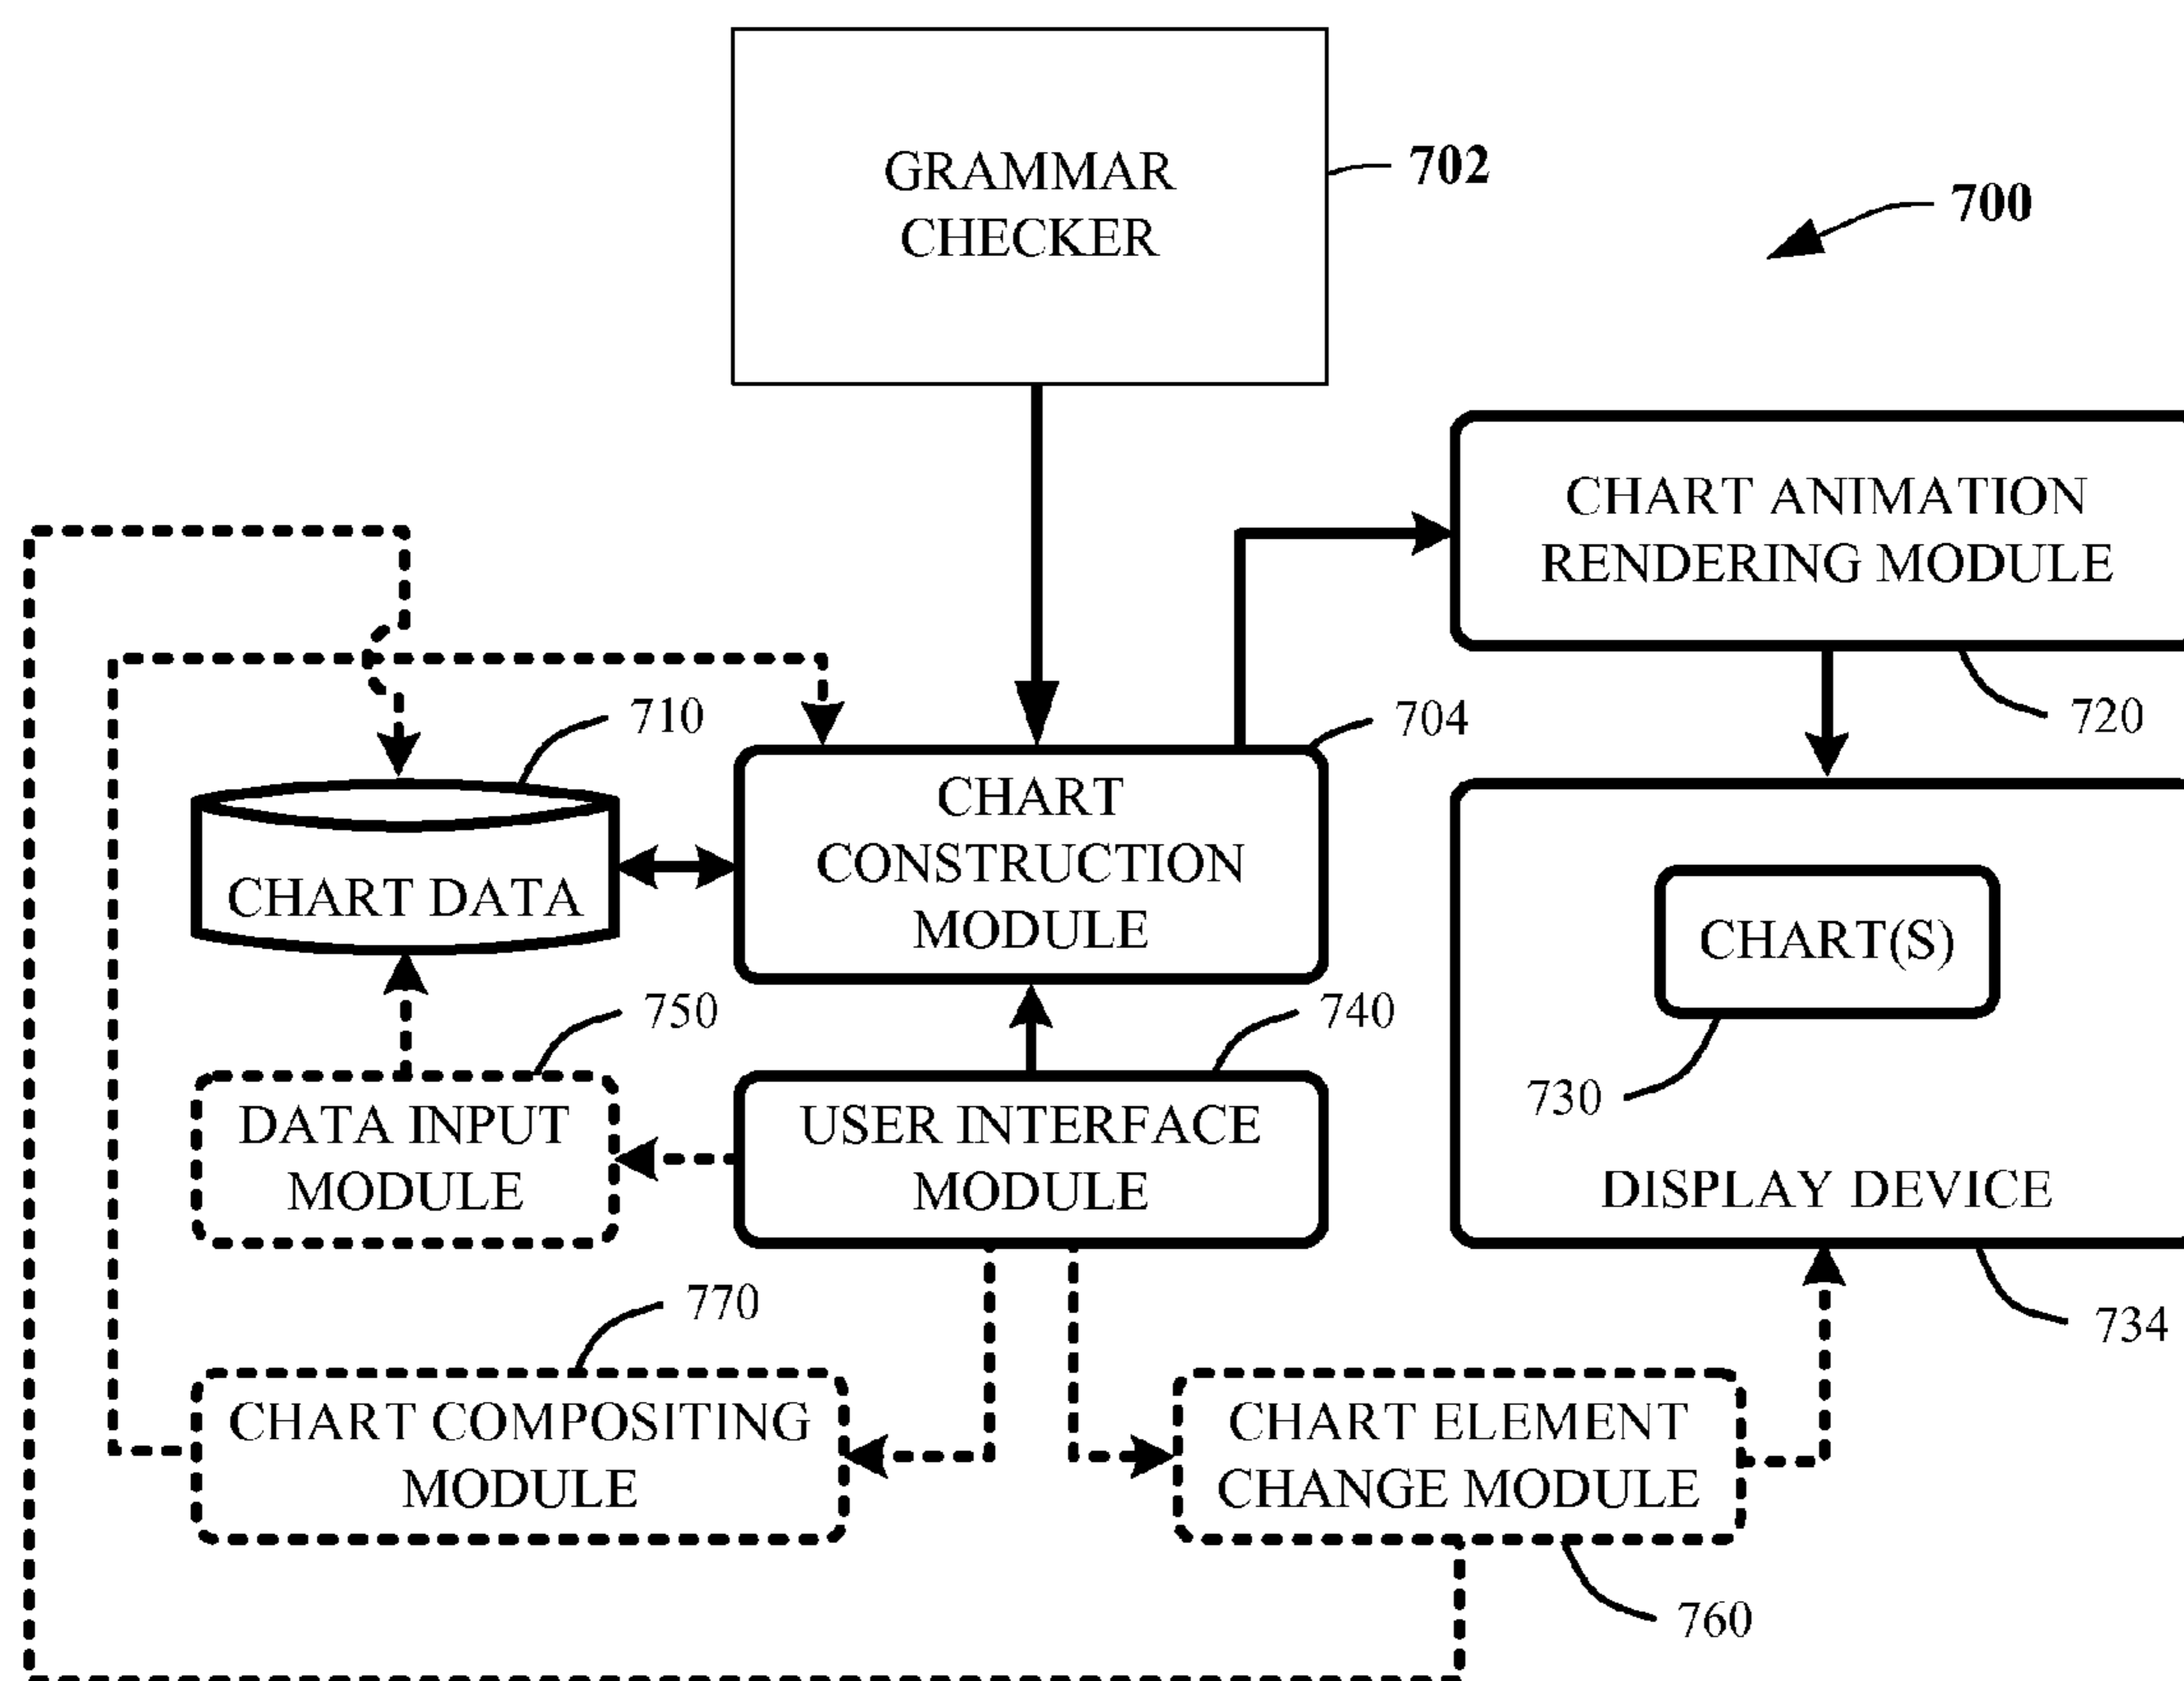 GRAMMAR
CHECKER
702
700
CHART ANIMATION
RENDERING MODULE
720
710
704
CHART DATA
CHART
CONSTRUCTION
MODULE
CHART(S)
730
DISPLAY DEVICE
734
750
740
DATA INPUT
MODULE
USER INTERFACE
MODULE
770
CHART COMPOSITING
MODULE
CHART ELEMENT
CHANGE MODULE
760